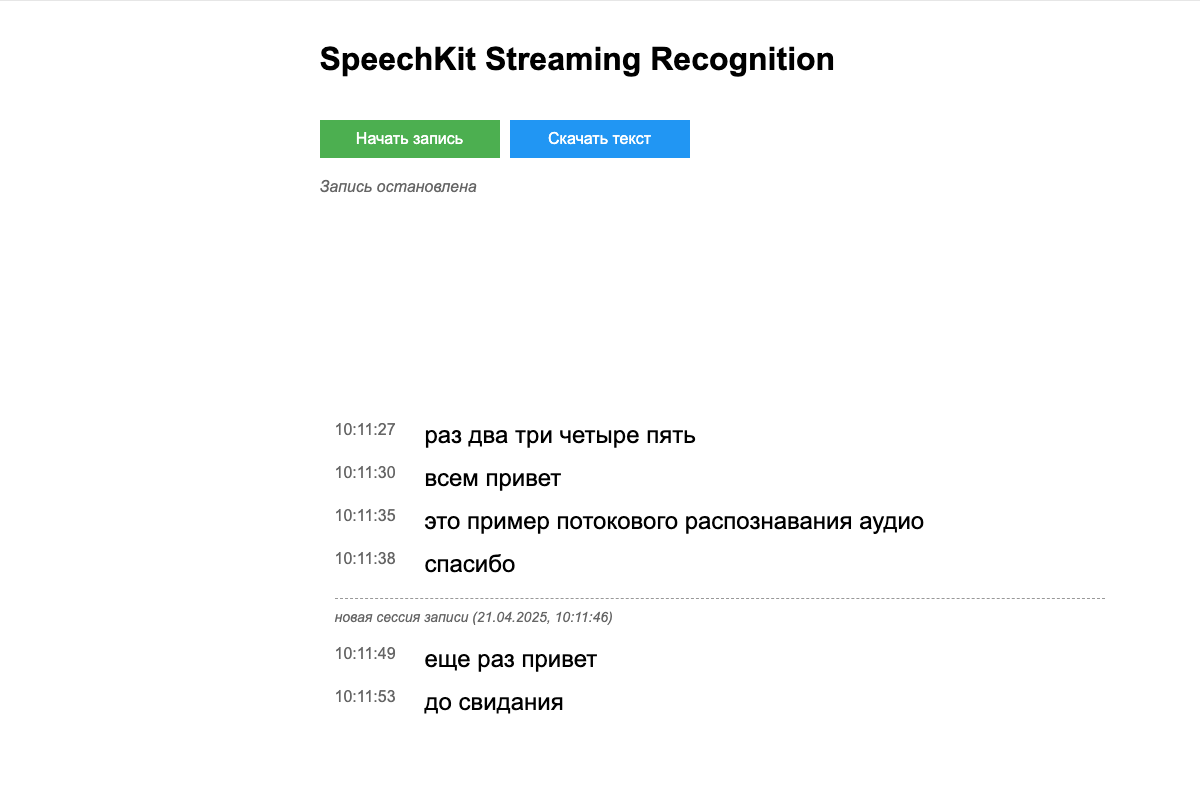 SpeechKit Streaming Recognition
Начать запись Скачать текст
Запись остановлена
10:11:27 раз два три четыре пять
10:11:30 всем привет
10:11:35 это пример потокового распознавания аудио
10:11:38 спасибо
новая сессия записи (21.04.2025, 10:11:46)
10:11:49 еще раз привет
10:11:53 до свидания